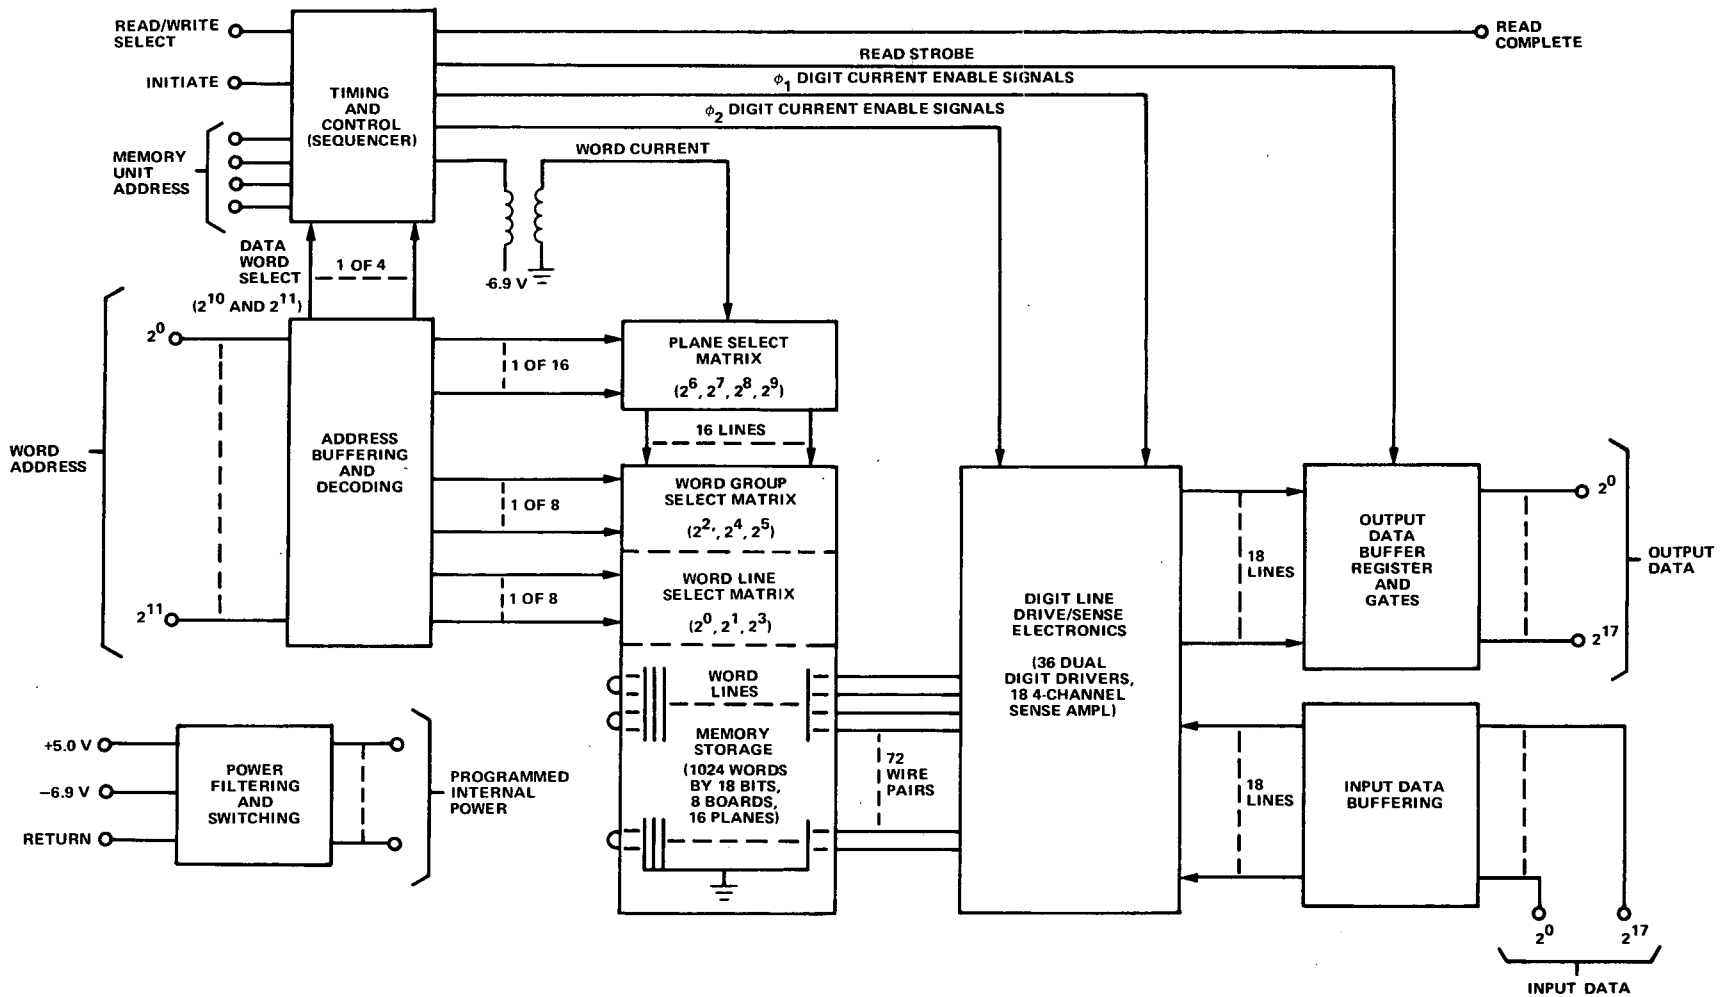 READ/WRITE
SELECT
INITIATE
MEMORY
UNIT
ADDRESS
TIMING
AND
CONTROL
(SEQUENCER)
READ
COMPLETE
READ STROBE
ϕ1 DIGIT CURRENT ENABLE SIGNALS
ϕ2 DIGIT CURRENT ENABLE SIGNALS
WORD CURRENT
-6.9 V
DATA
WORD
SELECT
(2^10 AND 2^11)
1 OF 4
WORD
ADDRESS
2^0
2^11
ADDRESS
BUFFERING
AND
DECODING
1 OF 16
1 OF 8
1 OF 8
PLANE SELECT
MATRIX
(2^6, 2^7, 2^8, 2^9)
16 LINES
WORD GROUP
SELECT MATRIX
(2^2, 2^4, 2^5)
WORD LINE
SELECT MATRIX
(2^0, 2^1, 2^3)
WORD
LINES
MEMORY
STORAGE
(1024 WORDS
BY 18 BITS,
8 BOARDS,
16 PLANES)
72
WIRE
PAIRS
DIGIT LINE
DRIVE/SENSE
ELECTRONICS
(36 DUAL
DIGIT DRIVERS,
18 4-CHANNEL
SENSE AMPL)
18
LINES
OUTPUT
DATA
BUFFER
REGISTER
AND
GATES
2^0
2^17
OUTPUT
DATA
18
LINES
INPUT DATA
BUFFERING
2^0
2^17
INPUT DATA
+5.0 V
−6.9 V
RETURN
POWER
FILTERING
AND
SWITCHING
PROGRAMMED
INTERNAL
POWER